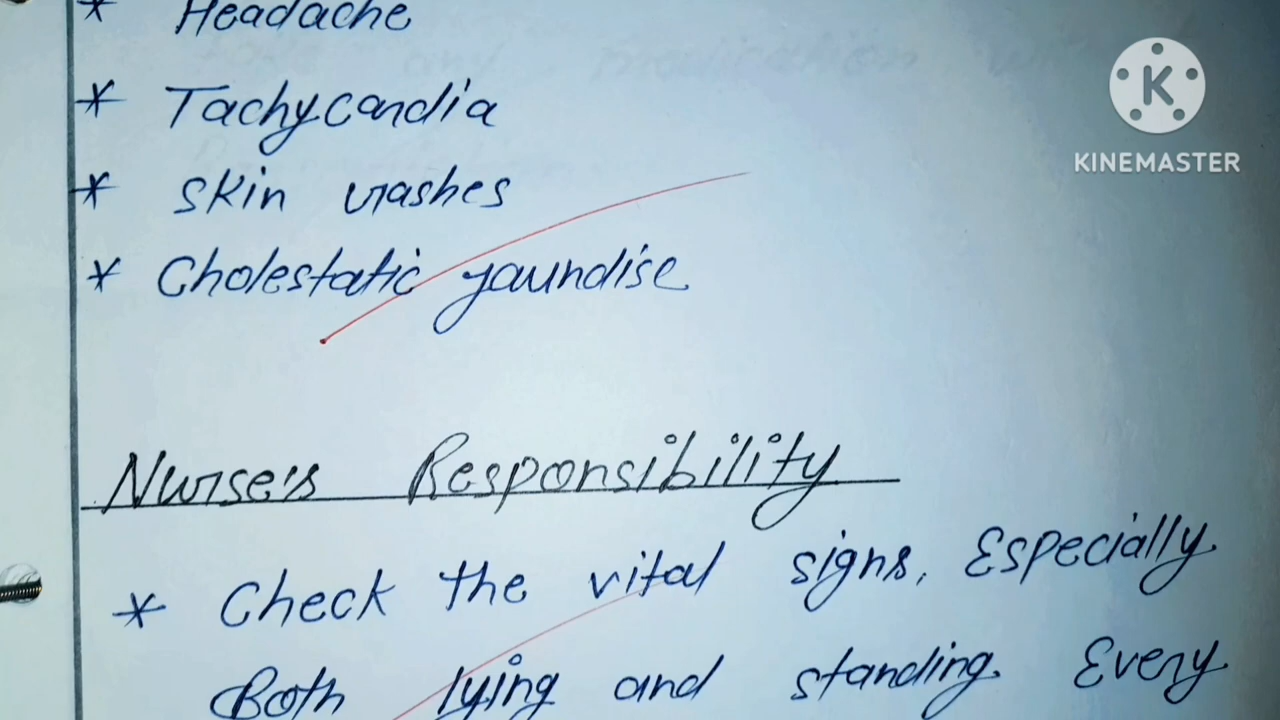 * Headache
* Tachycardia
* Skin rashes
* Cholestatic jaundise
Nurse's Responsibility
* Check the vital signs, Especially
Both lying and standing. Every
K
KINEMASTER